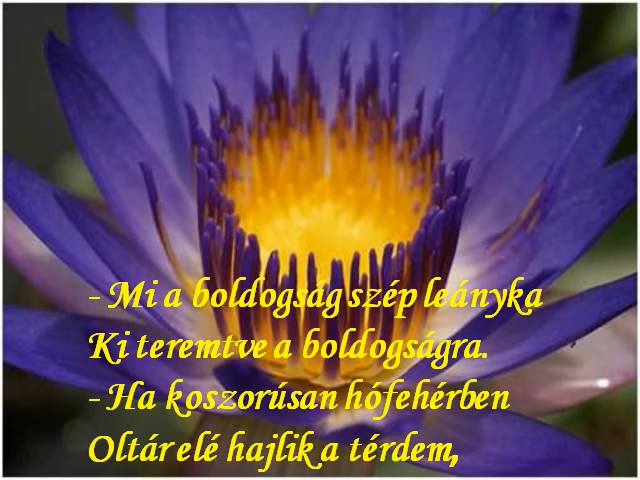 - Mi a boldogság szép leányka
Ki teremtve a boldogságra.
- Ha koszorúsan hófehérben
Oltár elé hajlik a térdem,